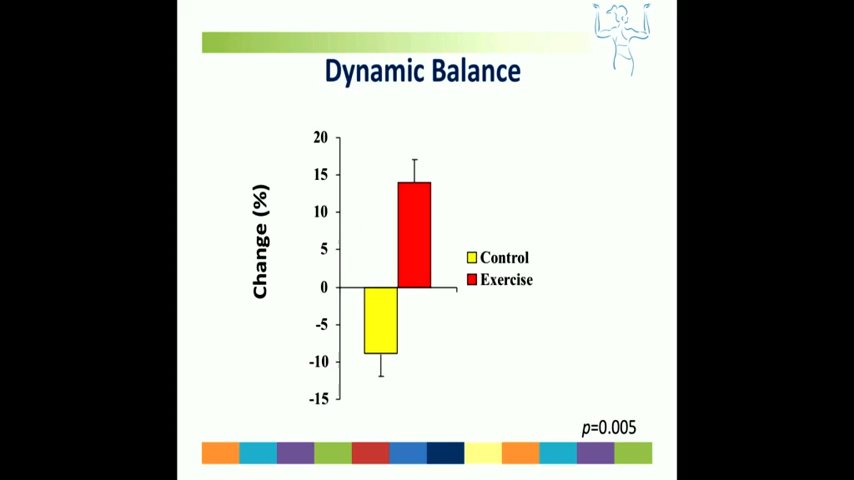 Dynamic Balance
Change (%)
20
15
10
5
0
-5
-10
-15
Control
Exercise
p=0.005